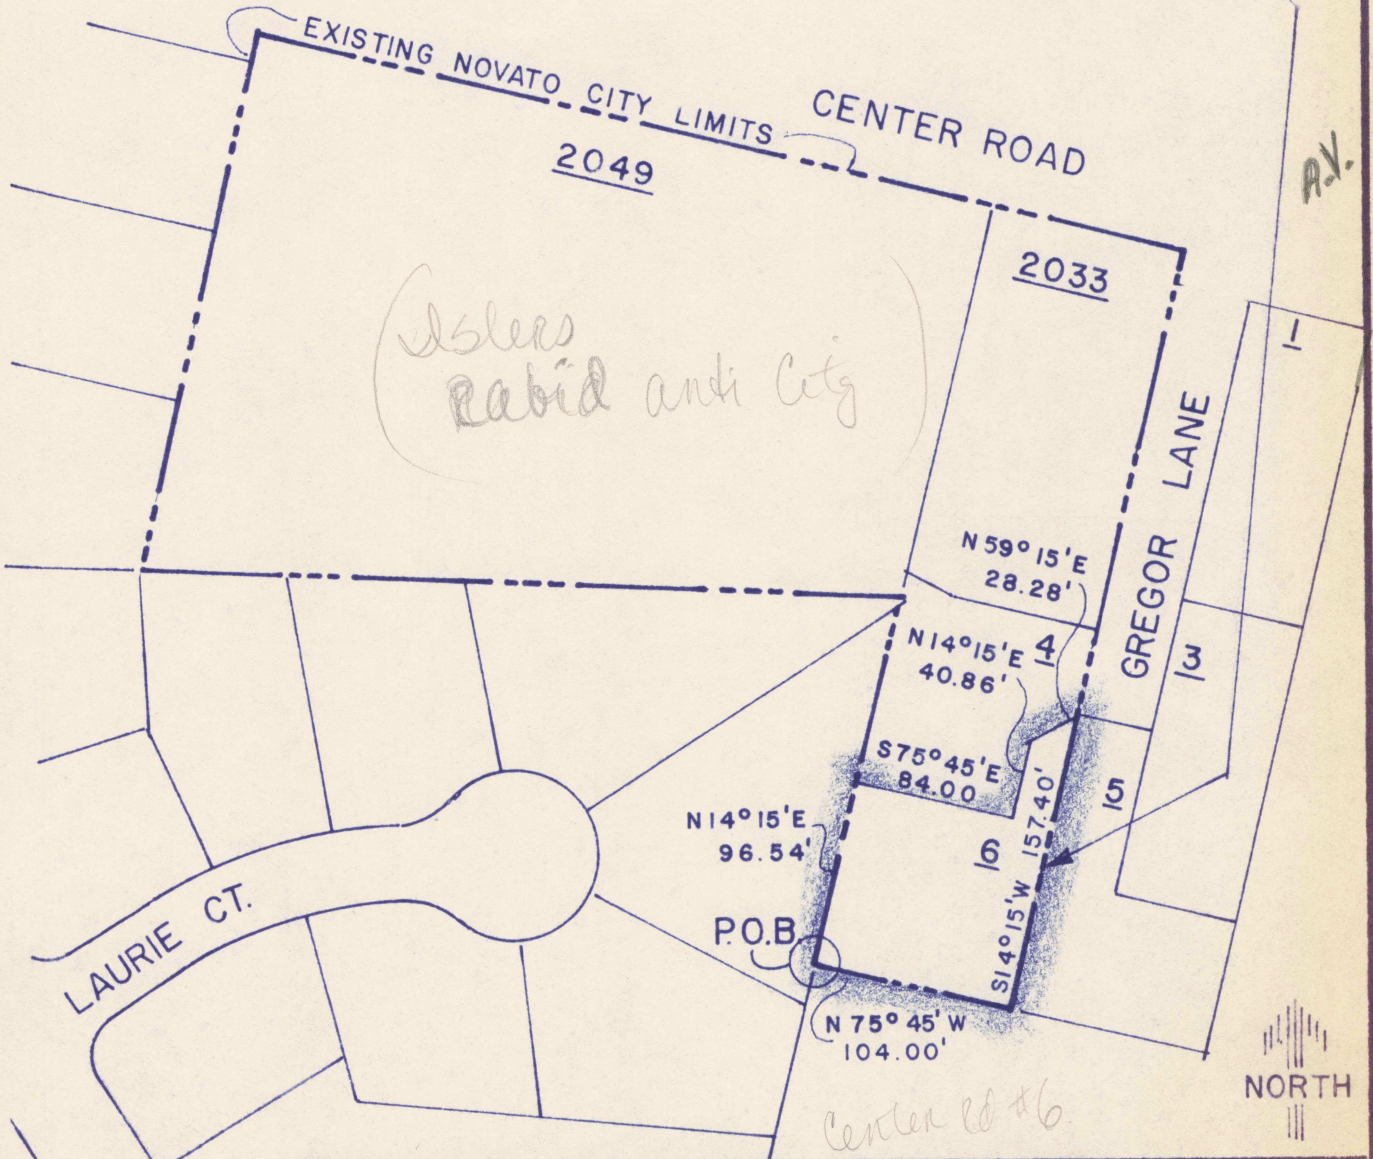 EXISTING NOVATO CITY LIMITS
CENTER ROAD
A.V.
2049
2033
1
rabid anti City
GREGOR LANE
N 59° 15' E
28.28'
N 14° 15' E
40.86'
4
3
S 75° 45' E
84.00
5
N 14° 15' E
96.54'
6
S 14° 15' W 157.40'
P.O.B.
LAURIE CT.
N 75° 45' W
104.00'
NORTH
Center Rd #6